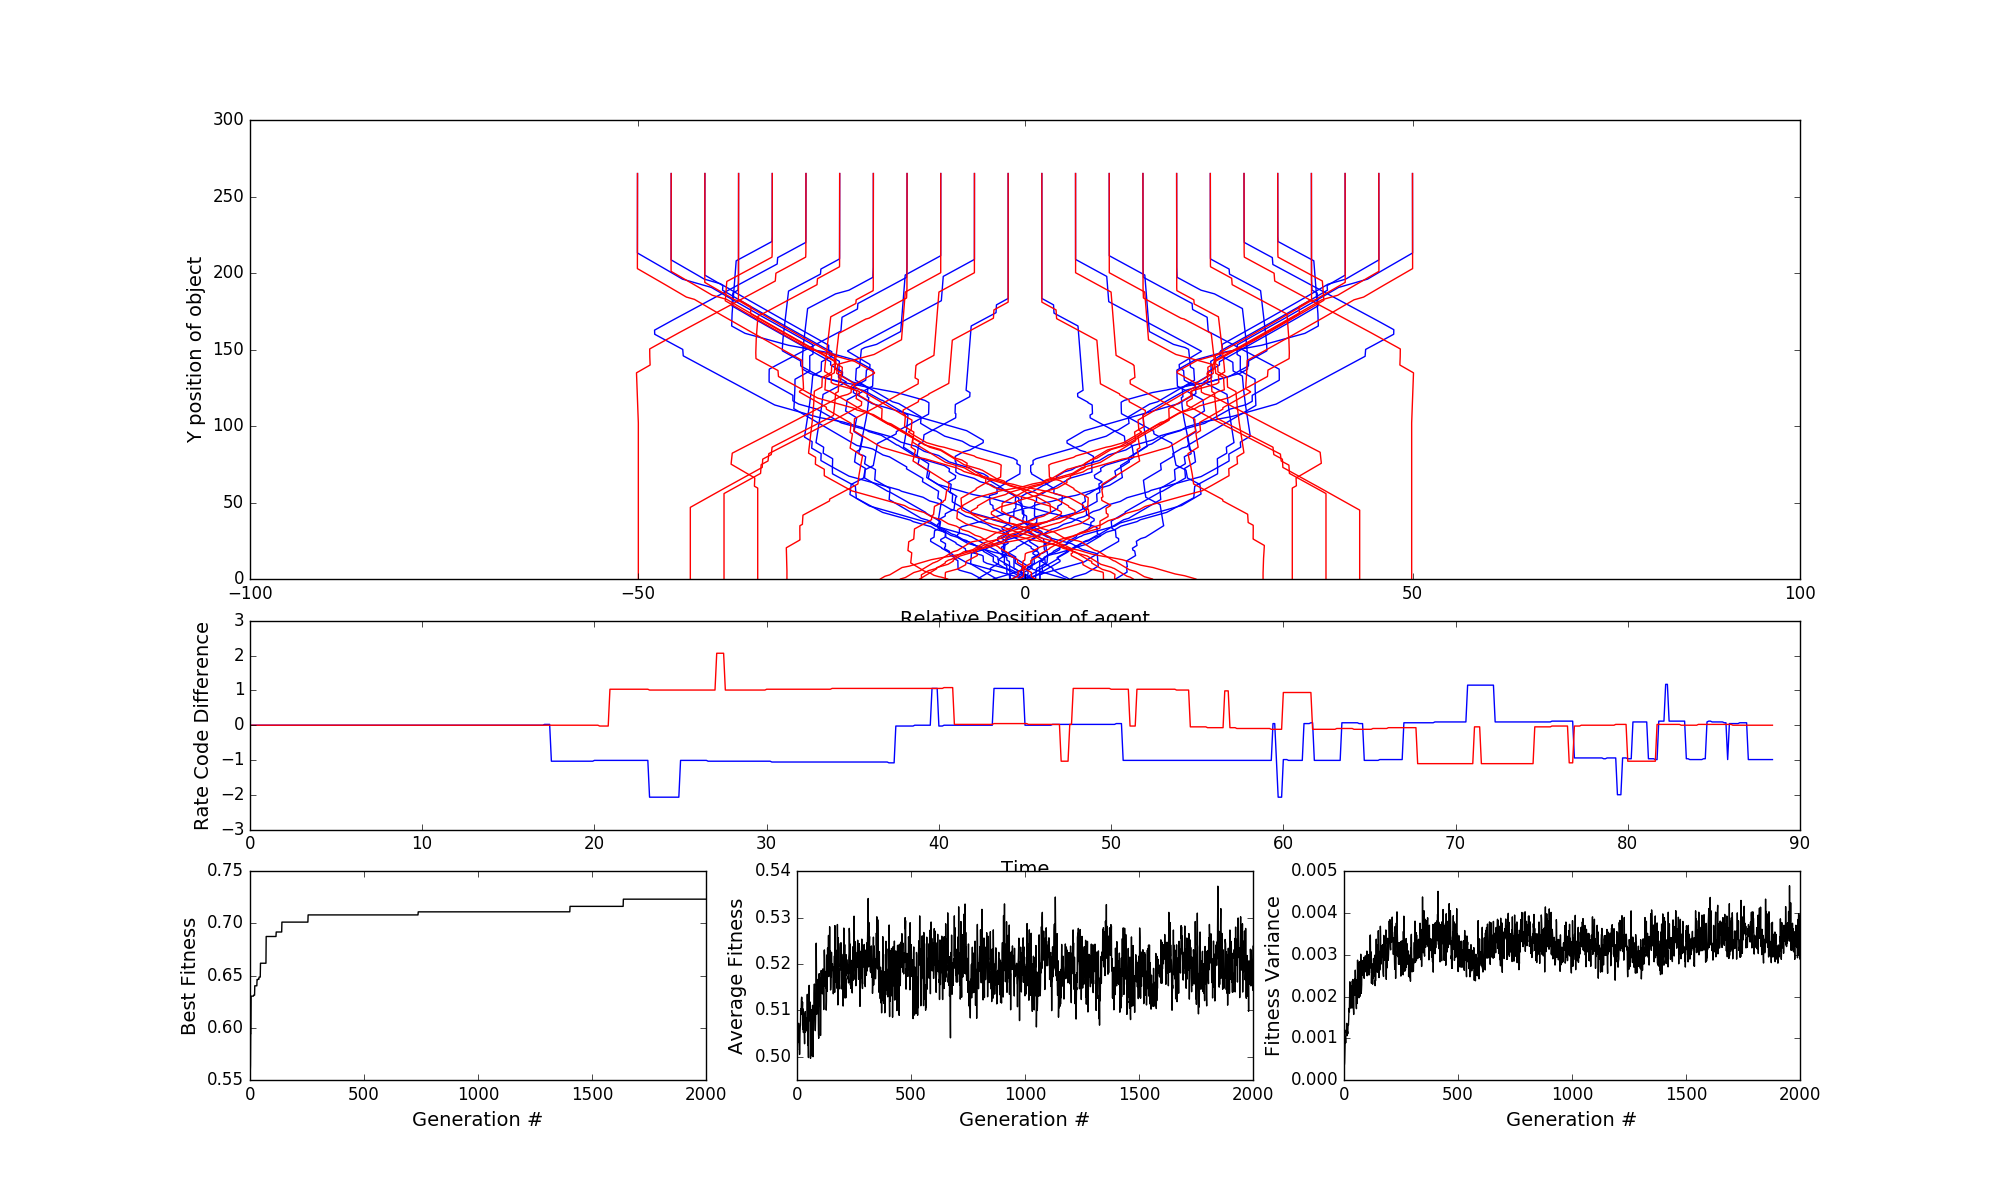 300
250
200
150
100
50
0
Y position of object
−100 −50 0 50 100
Relative Position of agent
3
2
1
0
−1
−2
−3
Rate Code Difference
0 10 20 30 40 50 60 70 80 90
Time
0.75
0.70
0.65
0.60
0.55
Best Fitness
0 500 1000 1500 2000
Generation #
0.54
0.53
0.52
0.51
0.50
Average Fitness
0 500 1000 1500 2000
Generation #
0.005
0.004
0.003
0.002
0.001
0.000
Fitness Variance
0 500 1000 1500 2000
Generation #